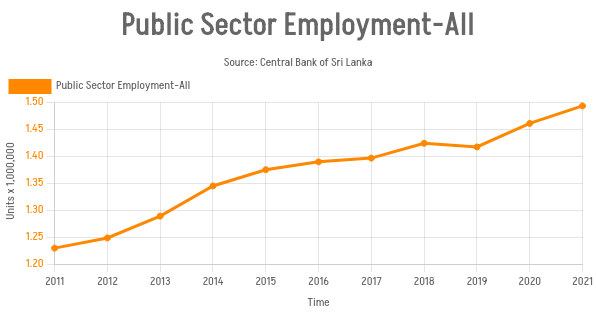 Public Sector Employment-All
Source: Central Bank of Sri Lanka
Public Sector Employment-All
1.50
1.45
1.40
1.35
1.30
1.25
1.20
Units x 1,000,000
2011 2012 2013 2014 2015 2016 2017 2018 2019 2020 2021
Time